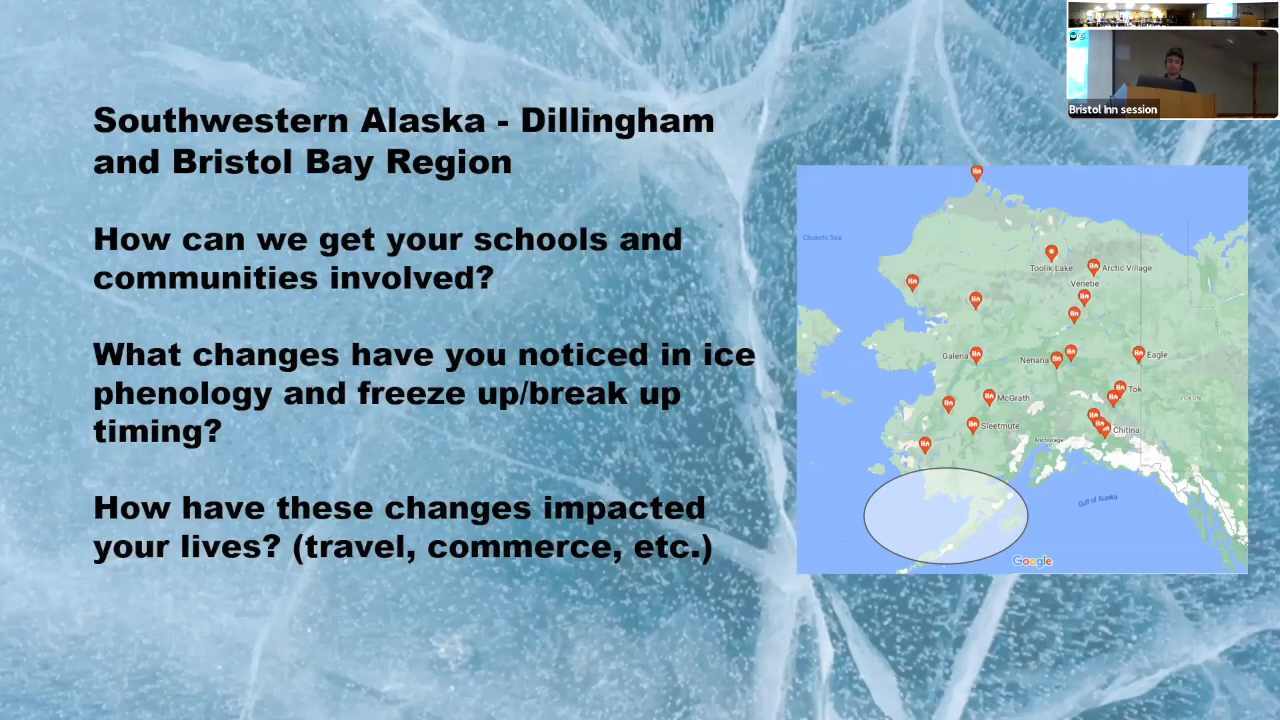 Southwestern Alaska - Dillingham
and Bristol Bay Region
How can we get your schools and
communities involved?
What changes have you noticed in ice
phenology and freeze up/break up
timing?
How have these changes impacted
your lives? (travel, commerce, etc.)
Bristol Inn session
Chukchi Sea
Toolik Lake
Arctic Village
Venetie
Galena
Nenana
Eagle
Tok
YUKON
McGrath
Sleetmute
Chitina
Anchorage
Gulf of Alaska
Google